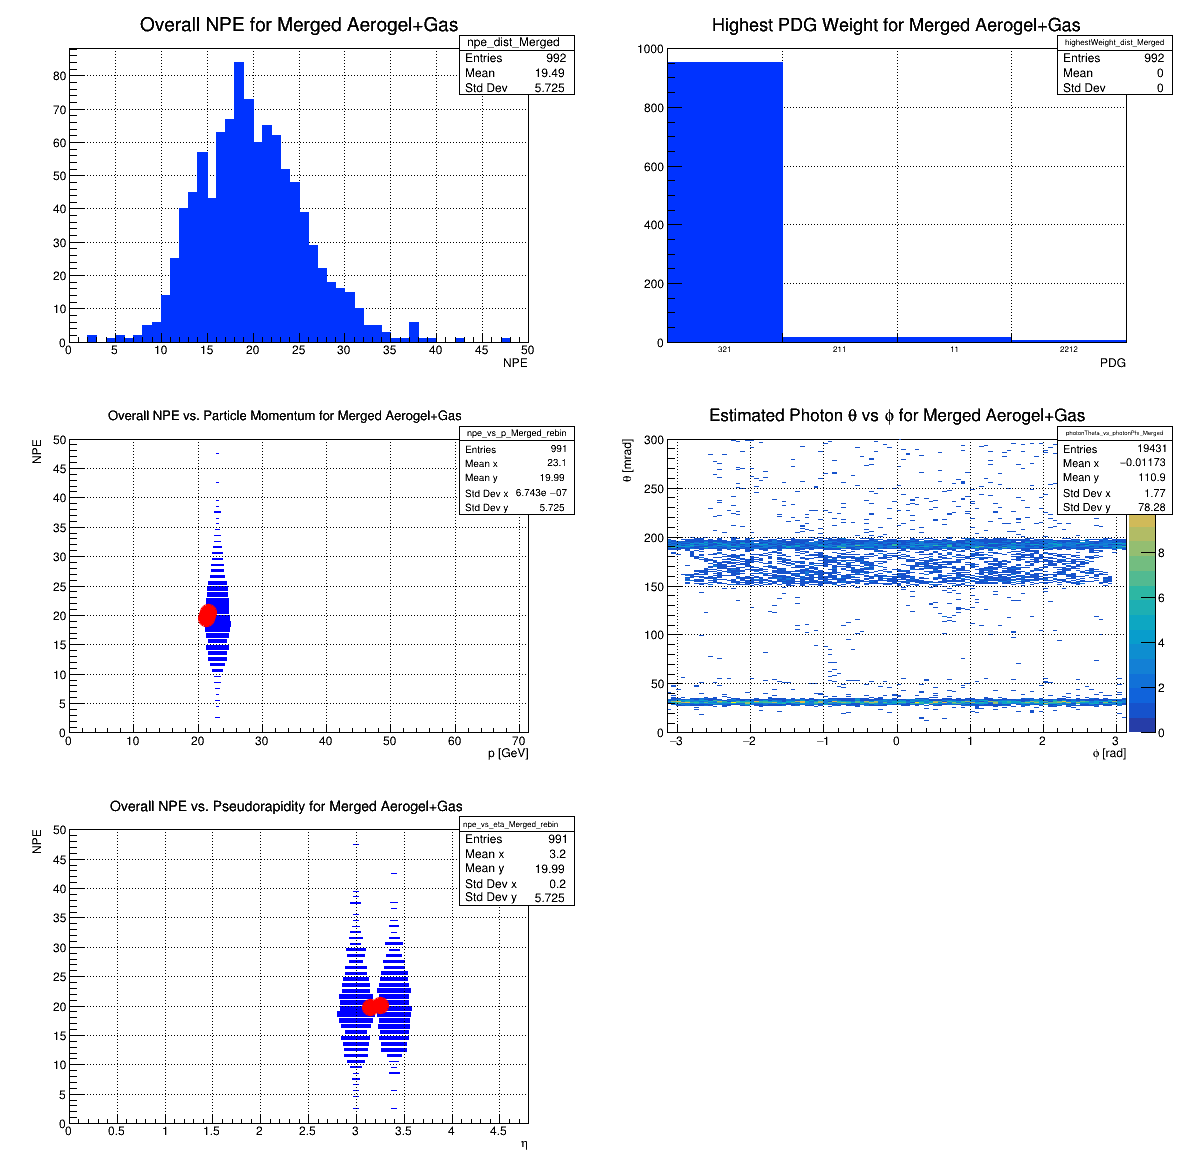 Overall NPE for Merged Aerogel+Gas
npe_dist_Merged
Entries 992
Mean 19.49
Std Dev 5.725
80
70
60
50
40
30
20
10
0
0 5 10 15 20 25 30 35 40 45 50
NPE
Highest PDG Weight for Merged Aerogel+Gas
highestWeight_dist_Merged
Entries 992
Mean 0
Std Dev 0
1000
800
600
400
200
0
321 211 11 2212
PDG
Overall NPE vs. Particle Momentum for Merged Aerogel+Gas
npe_vs_p_Merged_rebin
Entries 991
Mean x 23.1
Mean y 19.99
Std Dev x 6.743e −07
Std Dev y 5.725
NPE
50
45
40
35
30
25
20
15
10
5
0
0 10 20 30 40 50 60 70
p [GeV]
Estimated Photon θ vs ϕ for Merged Aerogel+Gas
photonTheta_vs_photonPhi_Merged
Entries 19431
Mean x −0.01173
Mean y 110.9
Std Dev x 1.77
Std Dev y 78.28
θ [mrad]
300
250
200
150
100
50
0
−3 −2 −1 0 1 2 3
ϕ [rad]
8
6
4
2
0
Overall NPE vs. Pseudorapidity for Merged Aerogel+Gas
npe_vs_eta_Merged_rebin
Entries 991
Mean x 3.2
Mean y 19.99
Std Dev x 0.2
Std Dev y 5.725
NPE
50
45
40
35
30
25
20
15
10
5
0
0 0.5 1 1.5 2 2.5 3 3.5 4 4.5
η